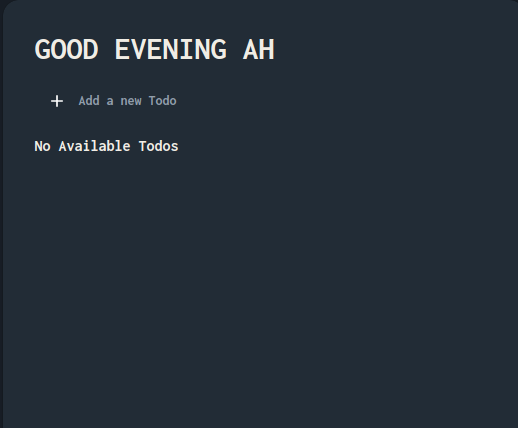 GOOD EVENING AH
+ Add a new Todo
No Available Todos